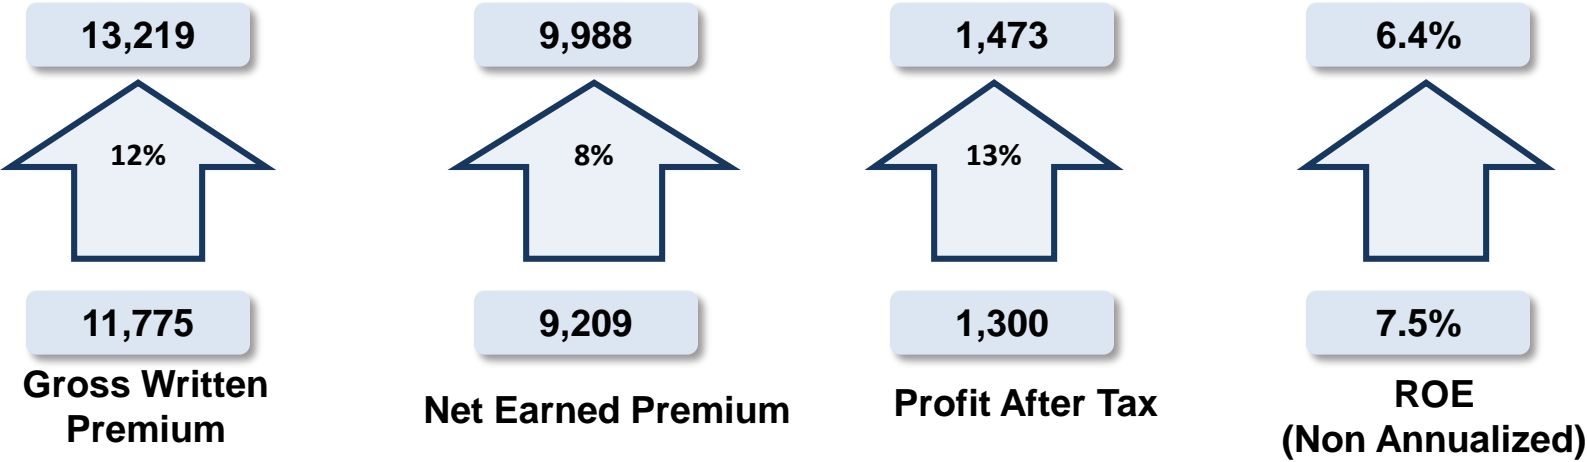 13,219
12%
11,775
Gross Written
Premium
9,988
8%
9,209
Net Earned Premium
1,473
13%
1,300
Profit After Tax
6.4%
7.5%
ROE
(Non Annualized)